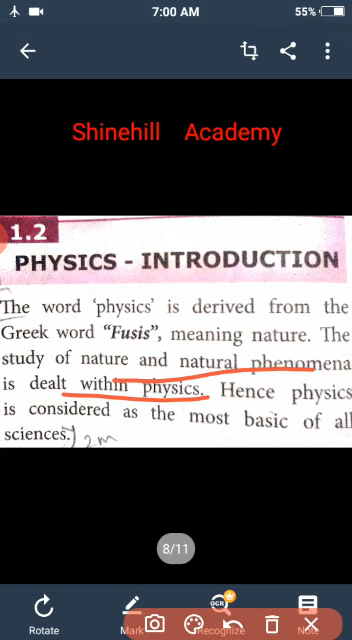 7:00 AM
55%
Shinehill Academy
1.2
PHYSICS - INTRODUCTION
The word ‘physics’ is derived from the
Greek word “Fusis”, meaning nature. The
study of nature and natural phenomena
is dealt within physics. Hence physics
is considered as the most basic of all
sciences.
2m
8/11
OCR
Rotate
Mark
Recognize
Note